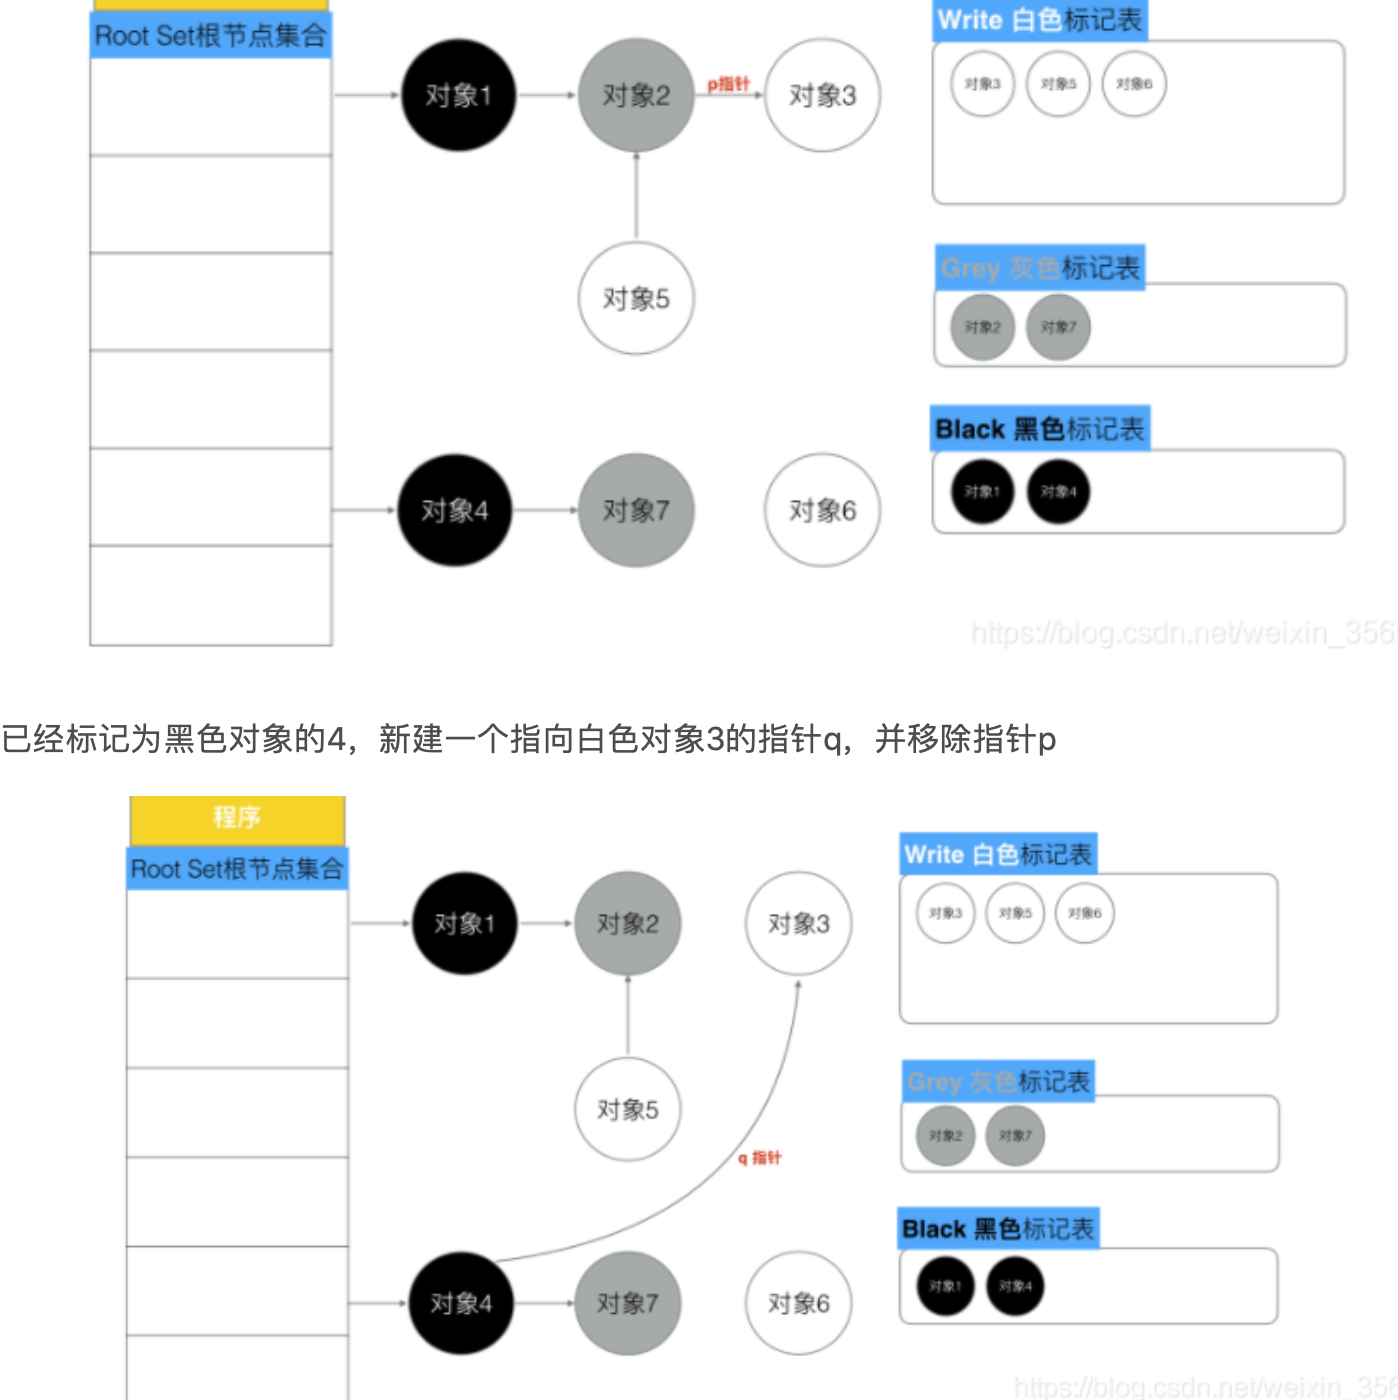 Root Set根节点集合
Write 白色标记表
对象1
对象2
p指针
对象3
对象3
对象5
对象6
对象5
Grey 灰色标记表
对象2
对象7
Black 黑色标记表
对象1
对象4
对象4
对象7
对象6
https://blog.csdn.net/weixin_356
已经标记为黑色对象的4，新建一个指向白色对象3的指针q，并移除指针p
程序
Root Set根节点集合
Write 白色标记表
对象1
对象2
对象3
对象3
对象5
对象6
对象5
Grey 灰色标记表
对象2
对象7
q 指针
Black 黑色标记表
对象1
对象4
对象4
对象7
对象6
https://blog.csdn.net/weixin_356